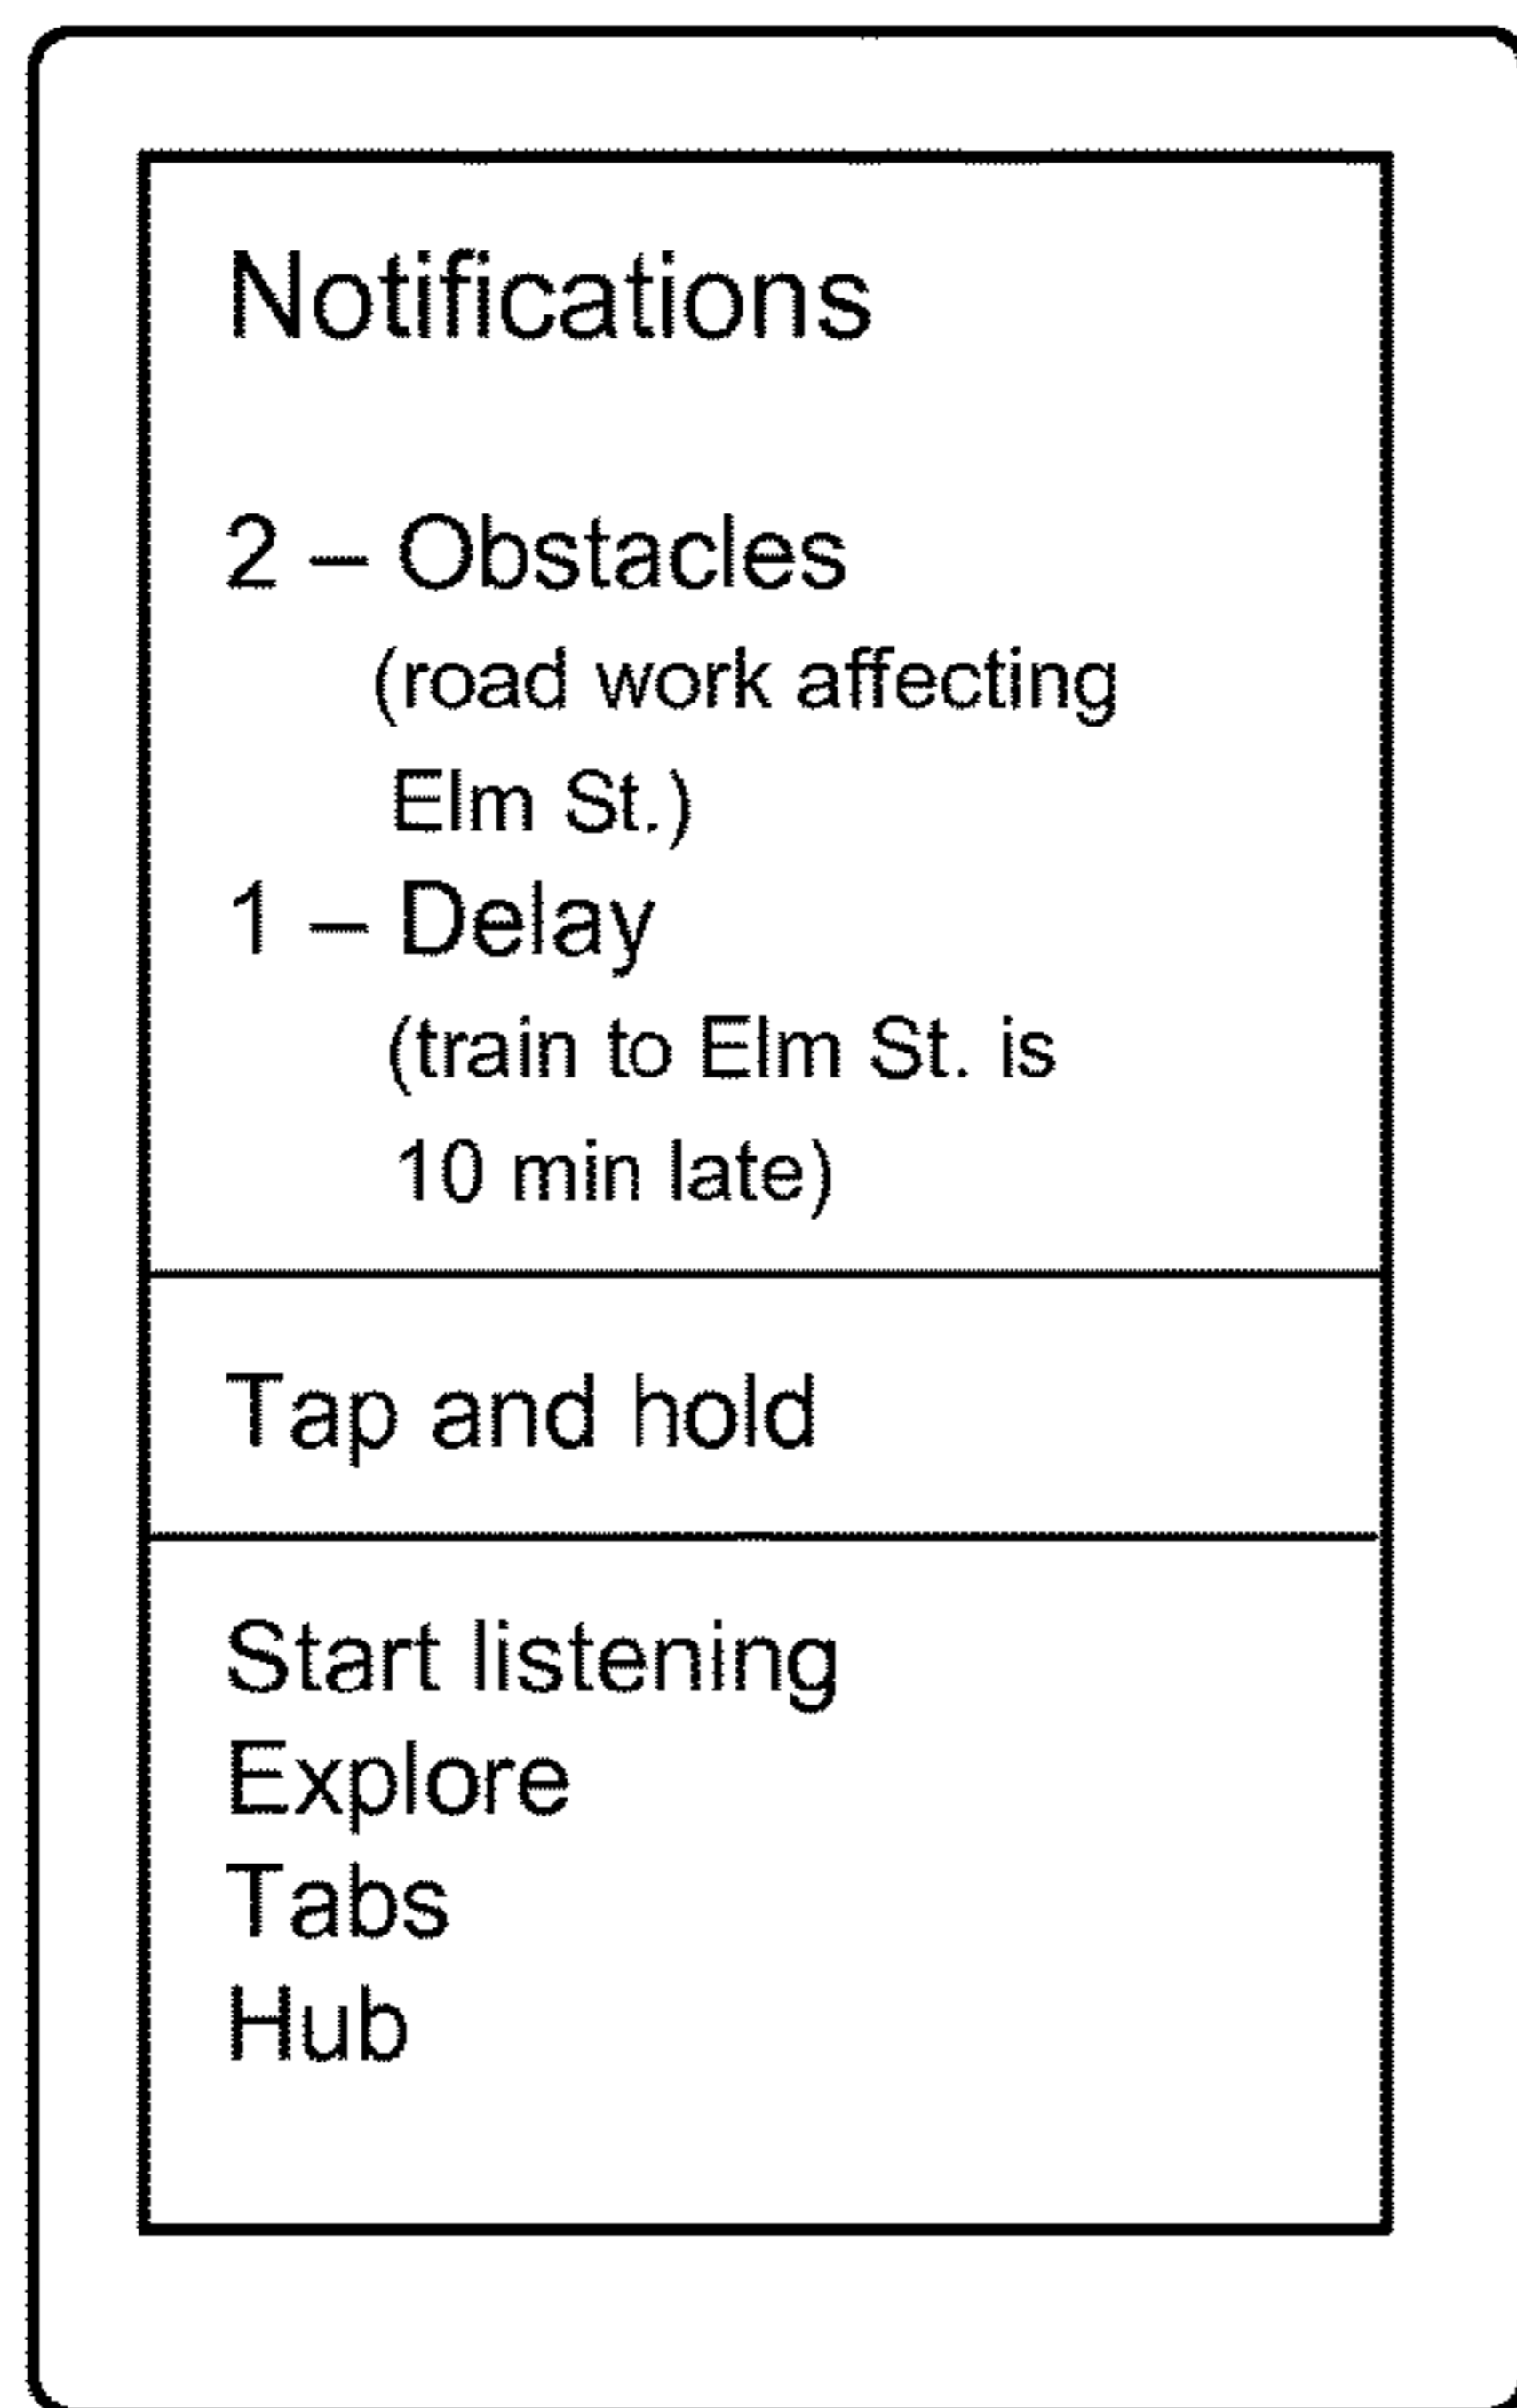 Notifications
2 – Obstacles
(road work affecting
Elm St.)
1 – Delay
(train to Elm St. is
10 min late)
Tap and hold
Start listening
Explore
Tabs
Hub